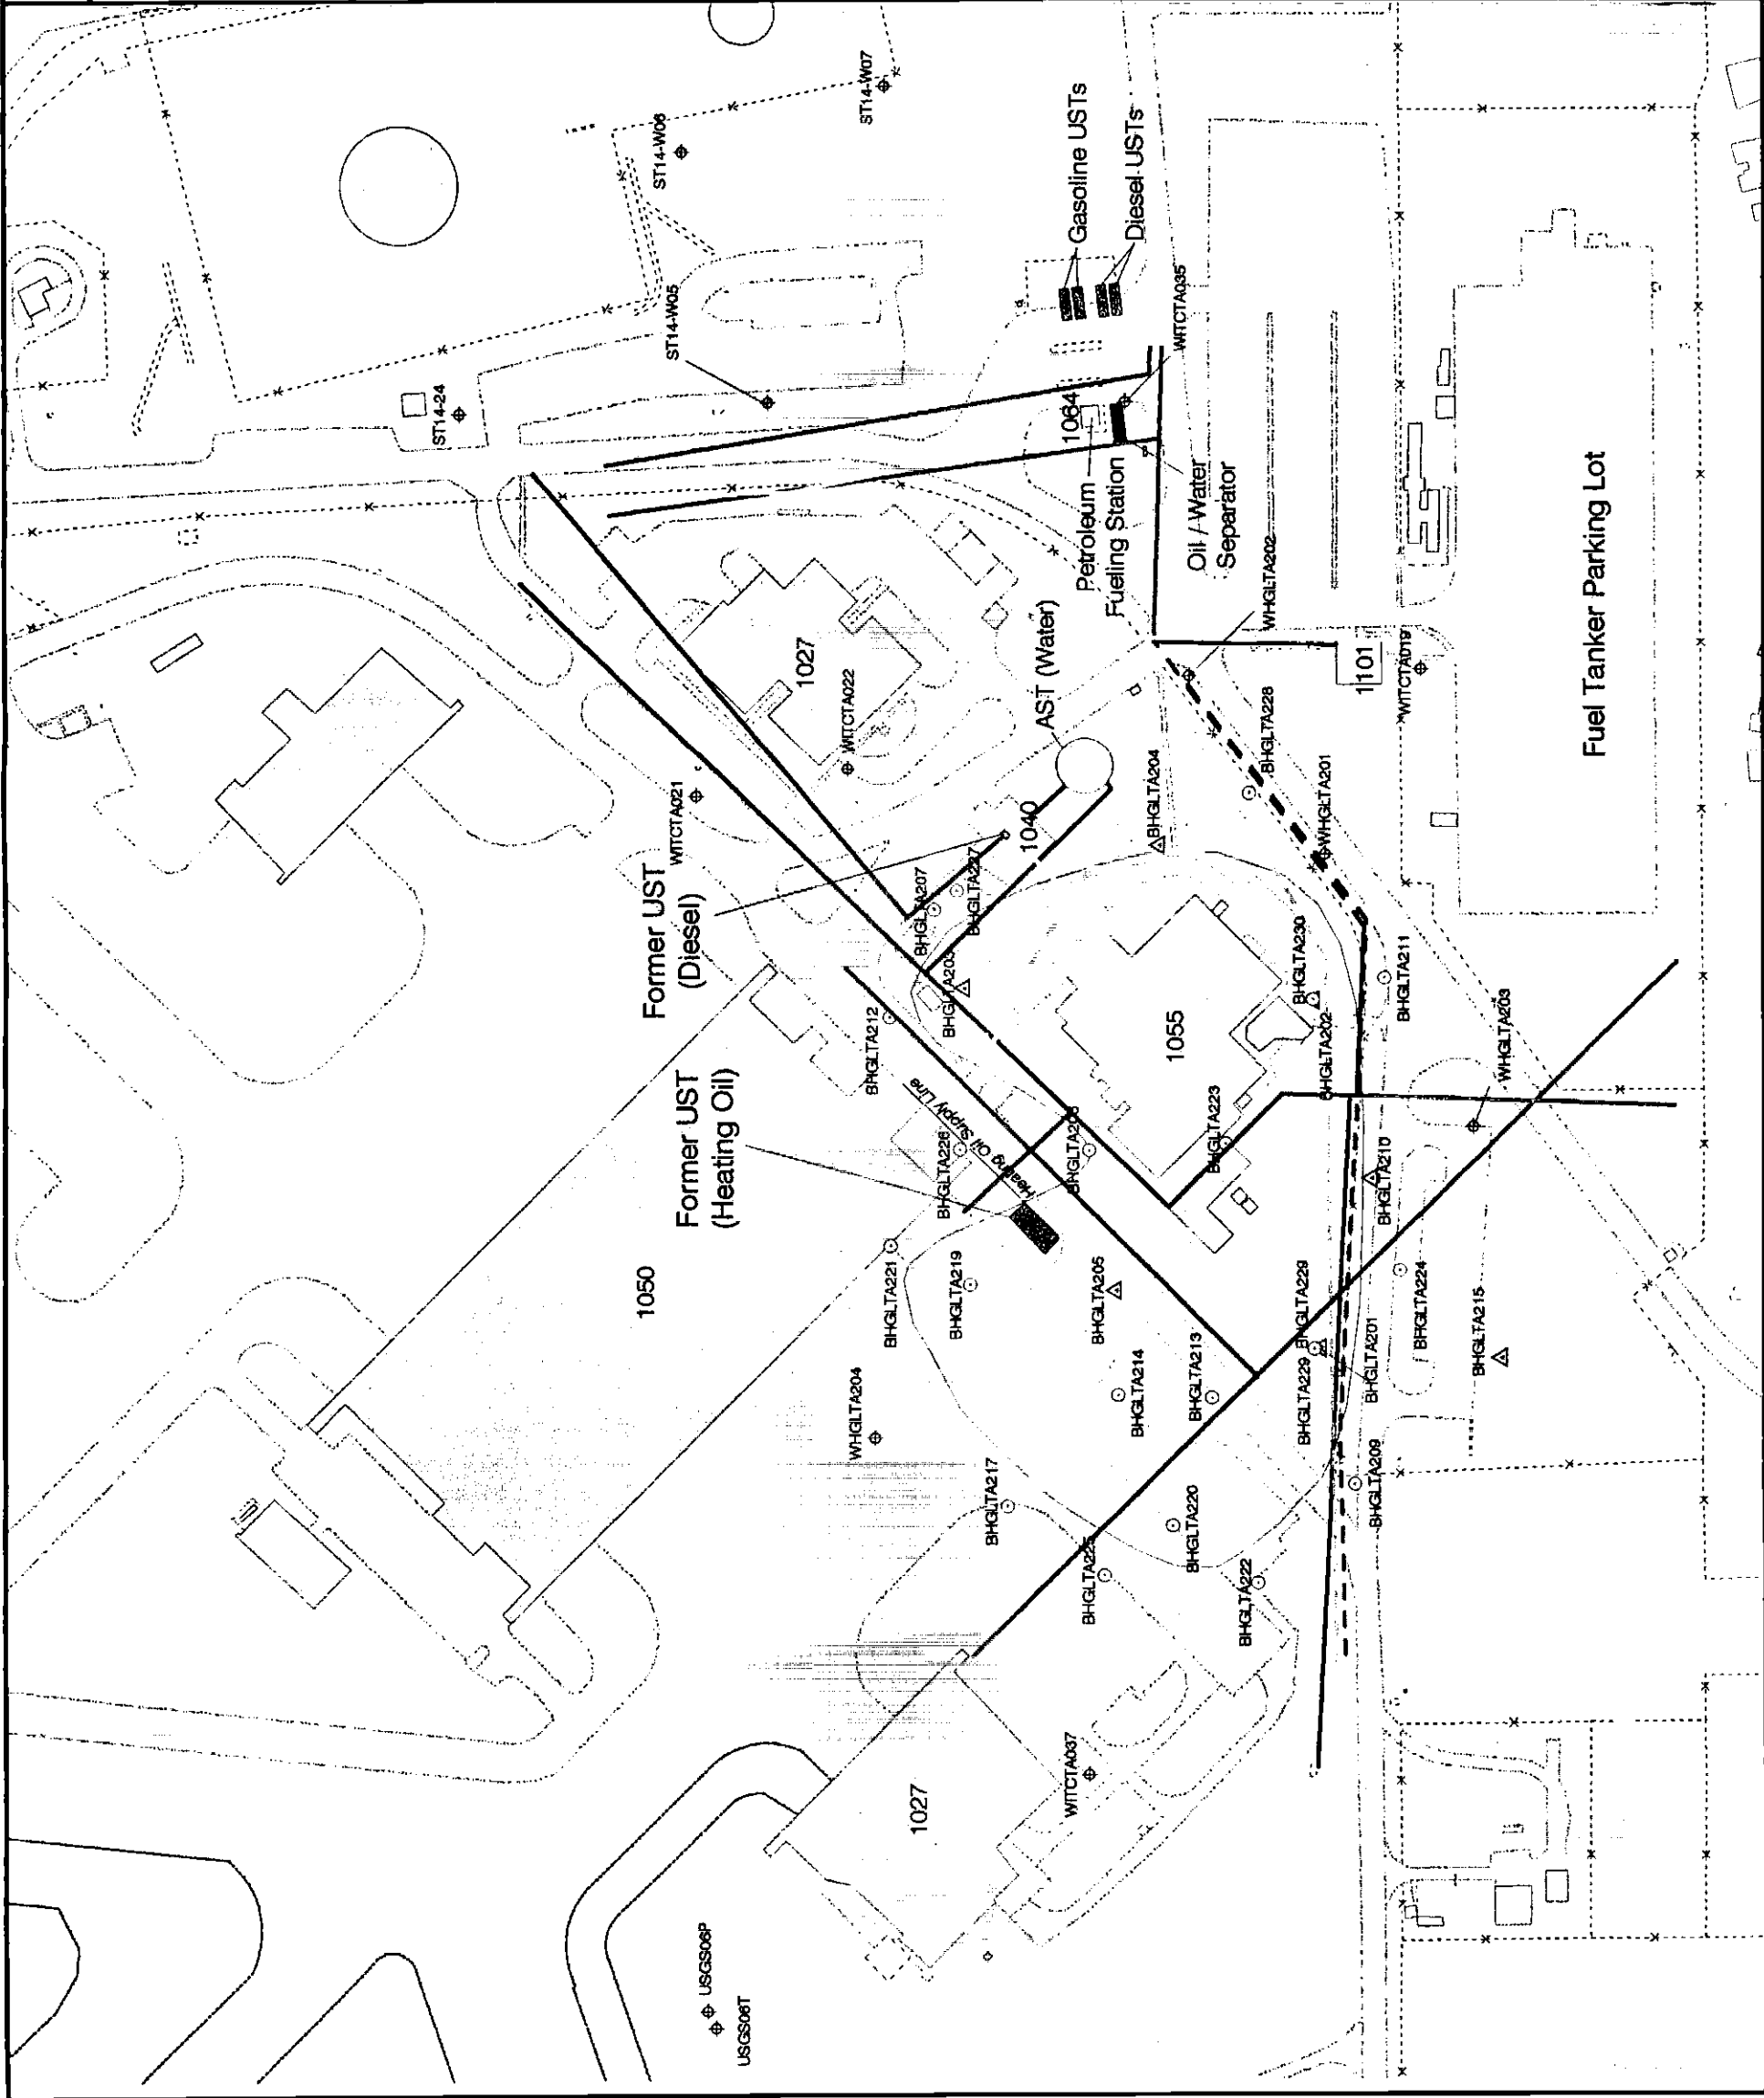 ST14-W07
ST14-W06
ST14-W05
ST14-24
Gasoline USTs
Diesel USTs
WITCTA035
1064
Petroleum
Fueling Station
Oil / Water
Separator
WHGLTA202
1101
WITCTA019
Fuel Tanker Parking Lot
1027
WITCTA022
WITCTA021
AST (Water)
1040
Former UST
(Diesel)
BHGLTA204
BHGLTA228
WHGLTA201
BHGLTA207
BHGLTA227
BHGLTA203
BHGLTA212
BHGLTA230
BHGLTA202
BHGLTA211
WHGLTA203
1055
BHGLTA223
Former UST
(Heating Oil)
Heating Oil Supply Line
BHGLTA226
BHGLTA210
1050
BHGLTA221
BHGLTA219
BHGLTA205
BHGLTA214
BHGLTA213
BHGLTA229
BHGLTA229
BHGLTA201
BHGLTA224
BHGLTA215
BHGLTA209
WHGLTA204
BHGLTA217
BHGLTA220
BHGLTA225
BHGLTA222
1027
WITCTA037
USGS06P
USGS06T